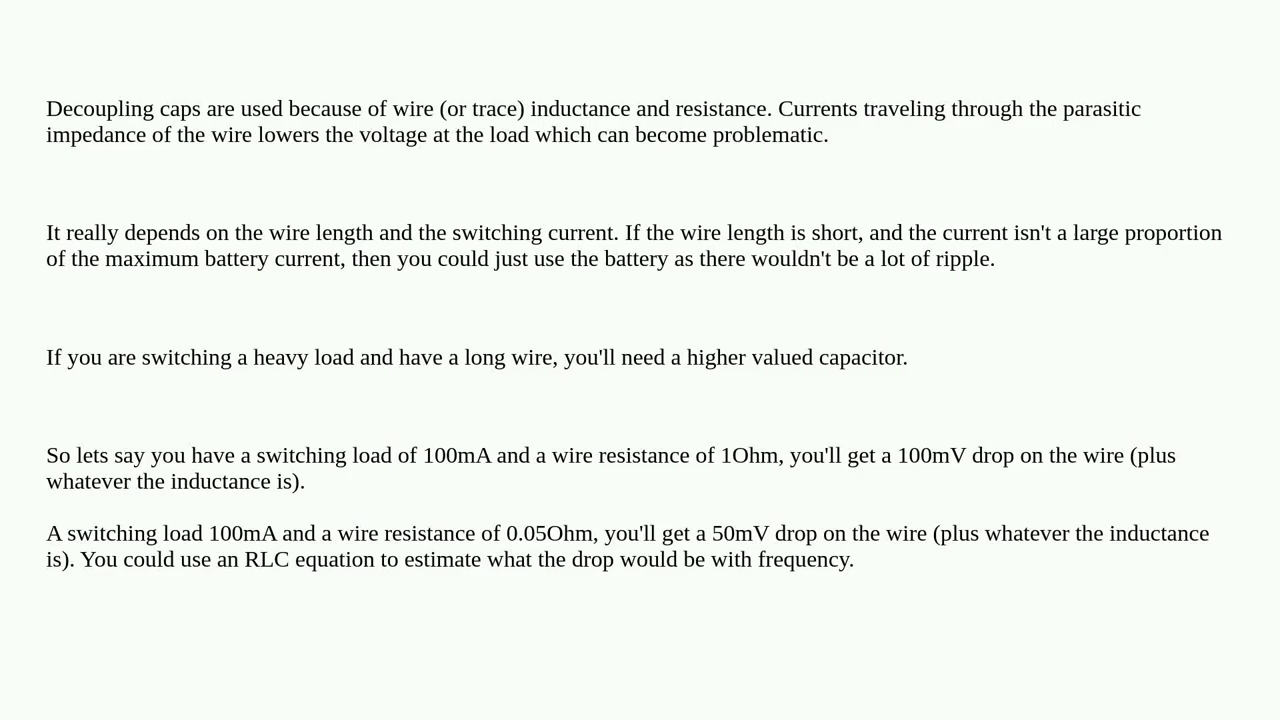 Decoupling caps are used because of wire (or trace) inductance and resistance. Currents traveling through the parasitic
impedance of the wire lowers the voltage at the load which can become problematic.
It really depends on the wire length and the switching current. If the wire length is short, and the current isn't a large proportion
of the maximum battery current, then you could just use the battery as there wouldn't be a lot of ripple.
If you are switching a heavy load and have a long wire, you'll need a higher valued capacitor.
So lets say you have a switching load of 100mA and a wire resistance of 1Ohm, you'll get a 100mV drop on the wire (plus
whatever the inductance is).
A switching load 100mA and a wire resistance of 0.05Ohm, you'll get a 50mV drop on the wire (plus whatever the inductance
is). You could use an RLC equation to estimate what the drop would be with frequency.